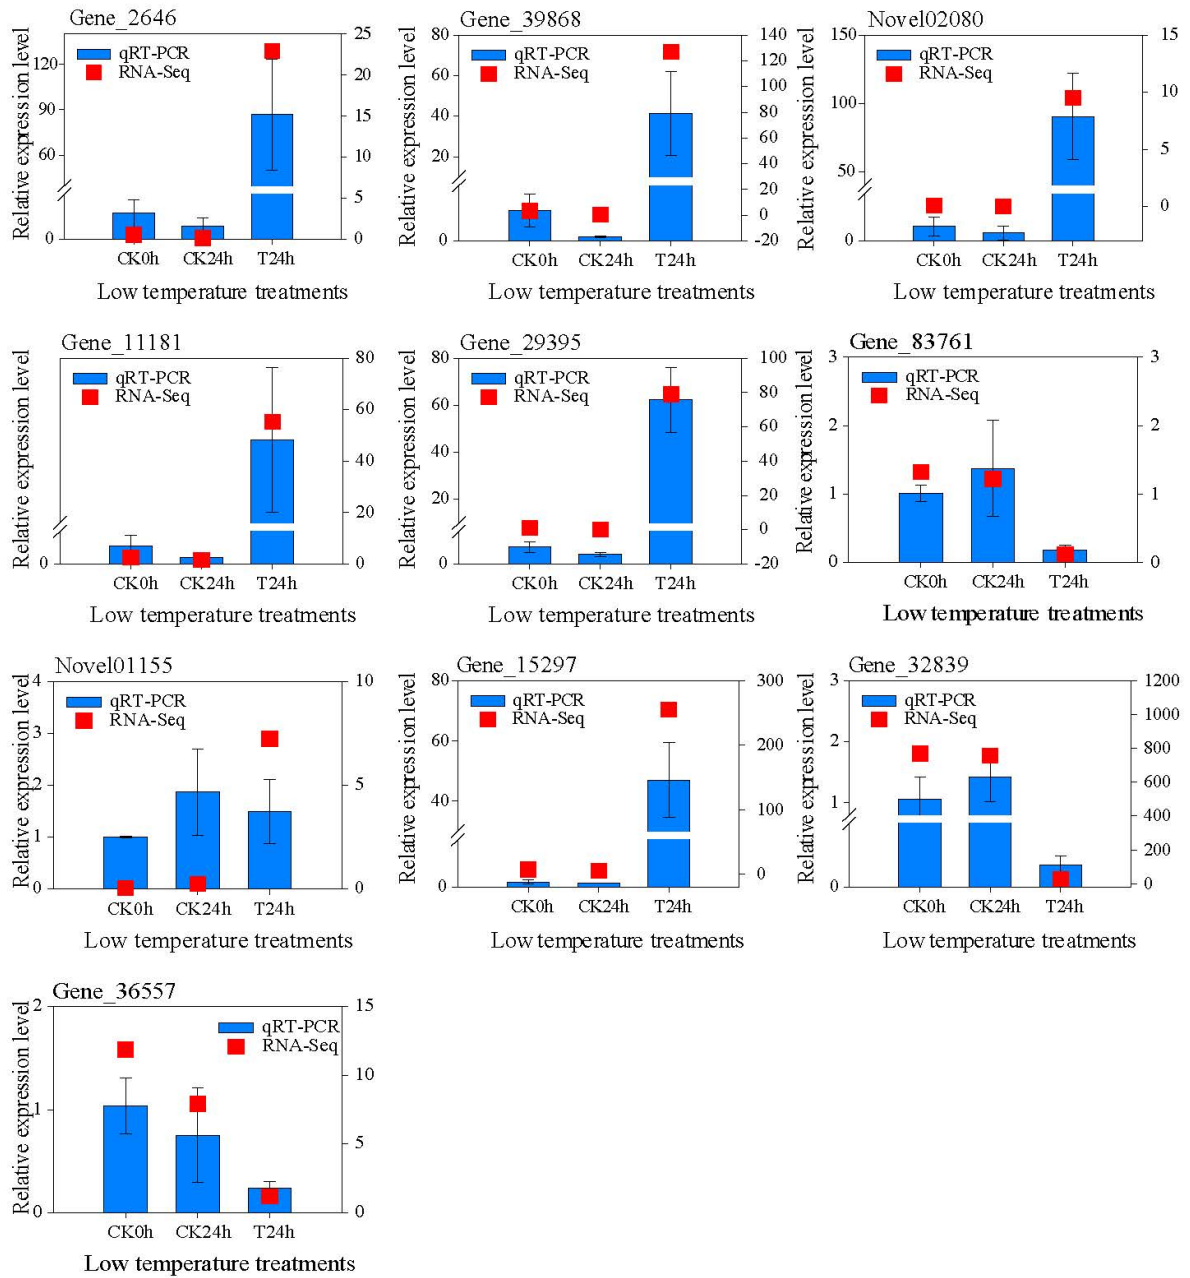 Gene_2646
Relative expression level
120
90
60
0
qRT-PCR
RNA-Seq
25
20
15
10
5
0
CK0h CK24h T24h
Low temperature treatments
Gene_39868
Relative expression level
80
60
40
20
0
qRT-PCR
RNA-Seq
140
120
100
80
60
40
20
0
-20
CK0h CK24h T24h
Low temperature treatments
Novel02080
Relative expression level
150
100
50
0
qRT-PCR
RNA-Seq
15
10
5
0
CK0h CK24h T24h
Low temperature treatments
Gene_11181
Relative expression level
0
qRT-PCR
RNA-Seq
80
60
40
20
0
CK0h CK24h T24h
Low temperature treatments
Gene_29395
Relative expression level
80
60
40
20
0
qRT-PCR
RNA-Seq
100
80
60
40
20
0
-20
CK0h CK24h T24h
Low temperature treatments
Gene_83761
Relative expression level
3
2
1
0
qRT-PCR
RNA-Seq
3
2
1
0
CK0h CK24h T24h
Low temperature treatments
Novel01155
Relative expression level
4
3
2
1
0
qRT-PCR
RNA-Seq
10
5
0
CK0h CK24h T24h
Low temperature treatments
Gene_15297
Relative expression level
80
60
40
0
qRT-PCR
RNA-Seq
300
200
100
0
CK0h CK24h T24h
Low temperature treatments
Gene_32839
Relative expression level
3
2
1
0
qRT-PCR
RNA-Seq
1200
1000
800
600
400
200
0
CK0h CK24h T24h
Low temperature treatments
Gene_36557
Relative expression level
2
1
0
qRT-PCR
RNA-Seq
15
10
5
0
CK0h CK24h T24h
Low temperature treatments